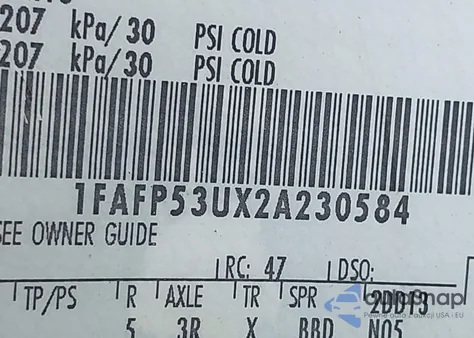 207 kPa/30 PSI COLD
207 kPa/30 PSI COLD
1FAFP53UX2A230584
SEE OWNER GUIDE
RC: 47 DSO:
TP/PS R AXLE TR SPR
5 3R X BBD N05